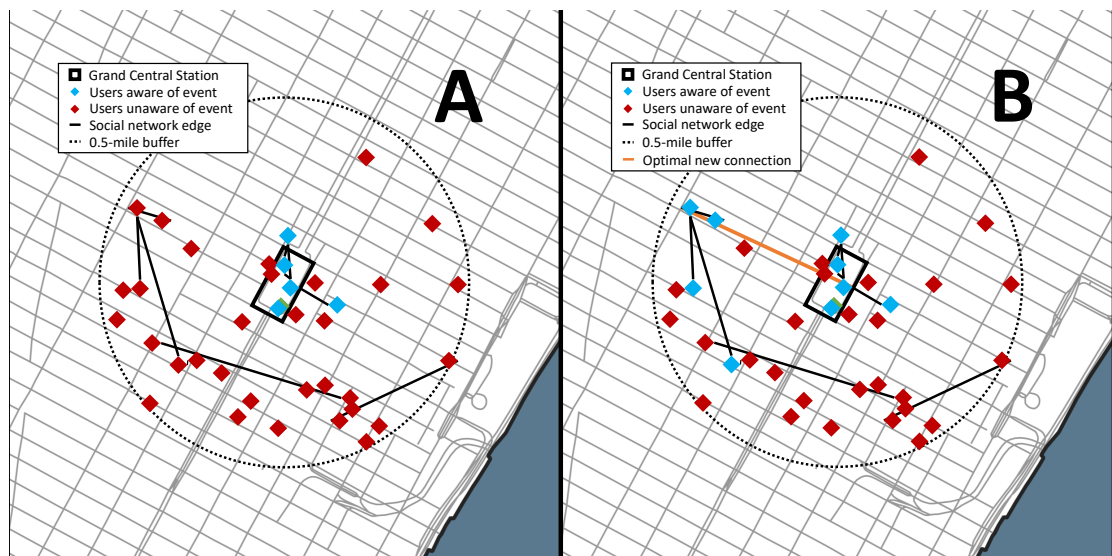 A
Grand Central Station
Users aware of event
Users unaware of event
Social network edge
0.5-mile buffer
B
Grand Central Station
Users aware of event
Users unaware of event
Social network edge
0.5-mile buffer
Optimal new connection